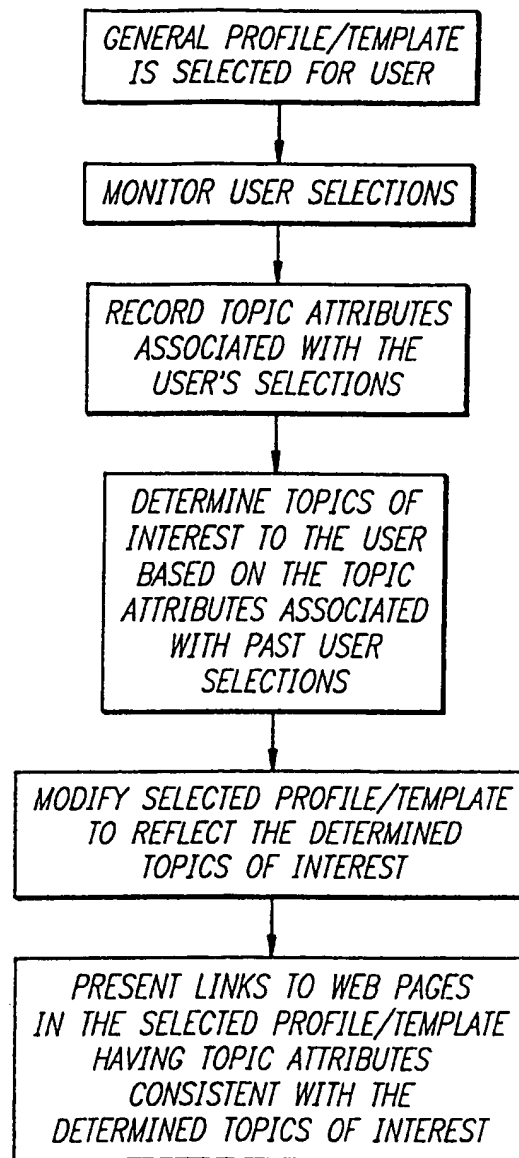 GENERAL PROFILE/TEMPLATE
IS SELECTED FOR USER
MONITOR USER SELECTIONS
RECORD TOPIC ATTRIBUTES
ASSOCIATED WITH THE
USER'S SELECTIONS
DETERMINE TOPICS OF
INTEREST TO THE USER
BASED ON THE TOPIC
ATTRIBUTES ASSOCIATED
WITH PAST USER
SELECTIONS
MODIFY SELECTED PROFILE/TEMPLATE
TO REFLECT THE DETERMINED
TOPICS OF INTEREST
PRESENT LINKS TO WEB PAGES
IN THE SELECTED PROFILE/TEMPLATE
HAVING TOPIC ATTRIBUTES
CONSISTENT WITH THE
DETERMINED TOPICS OF INTEREST